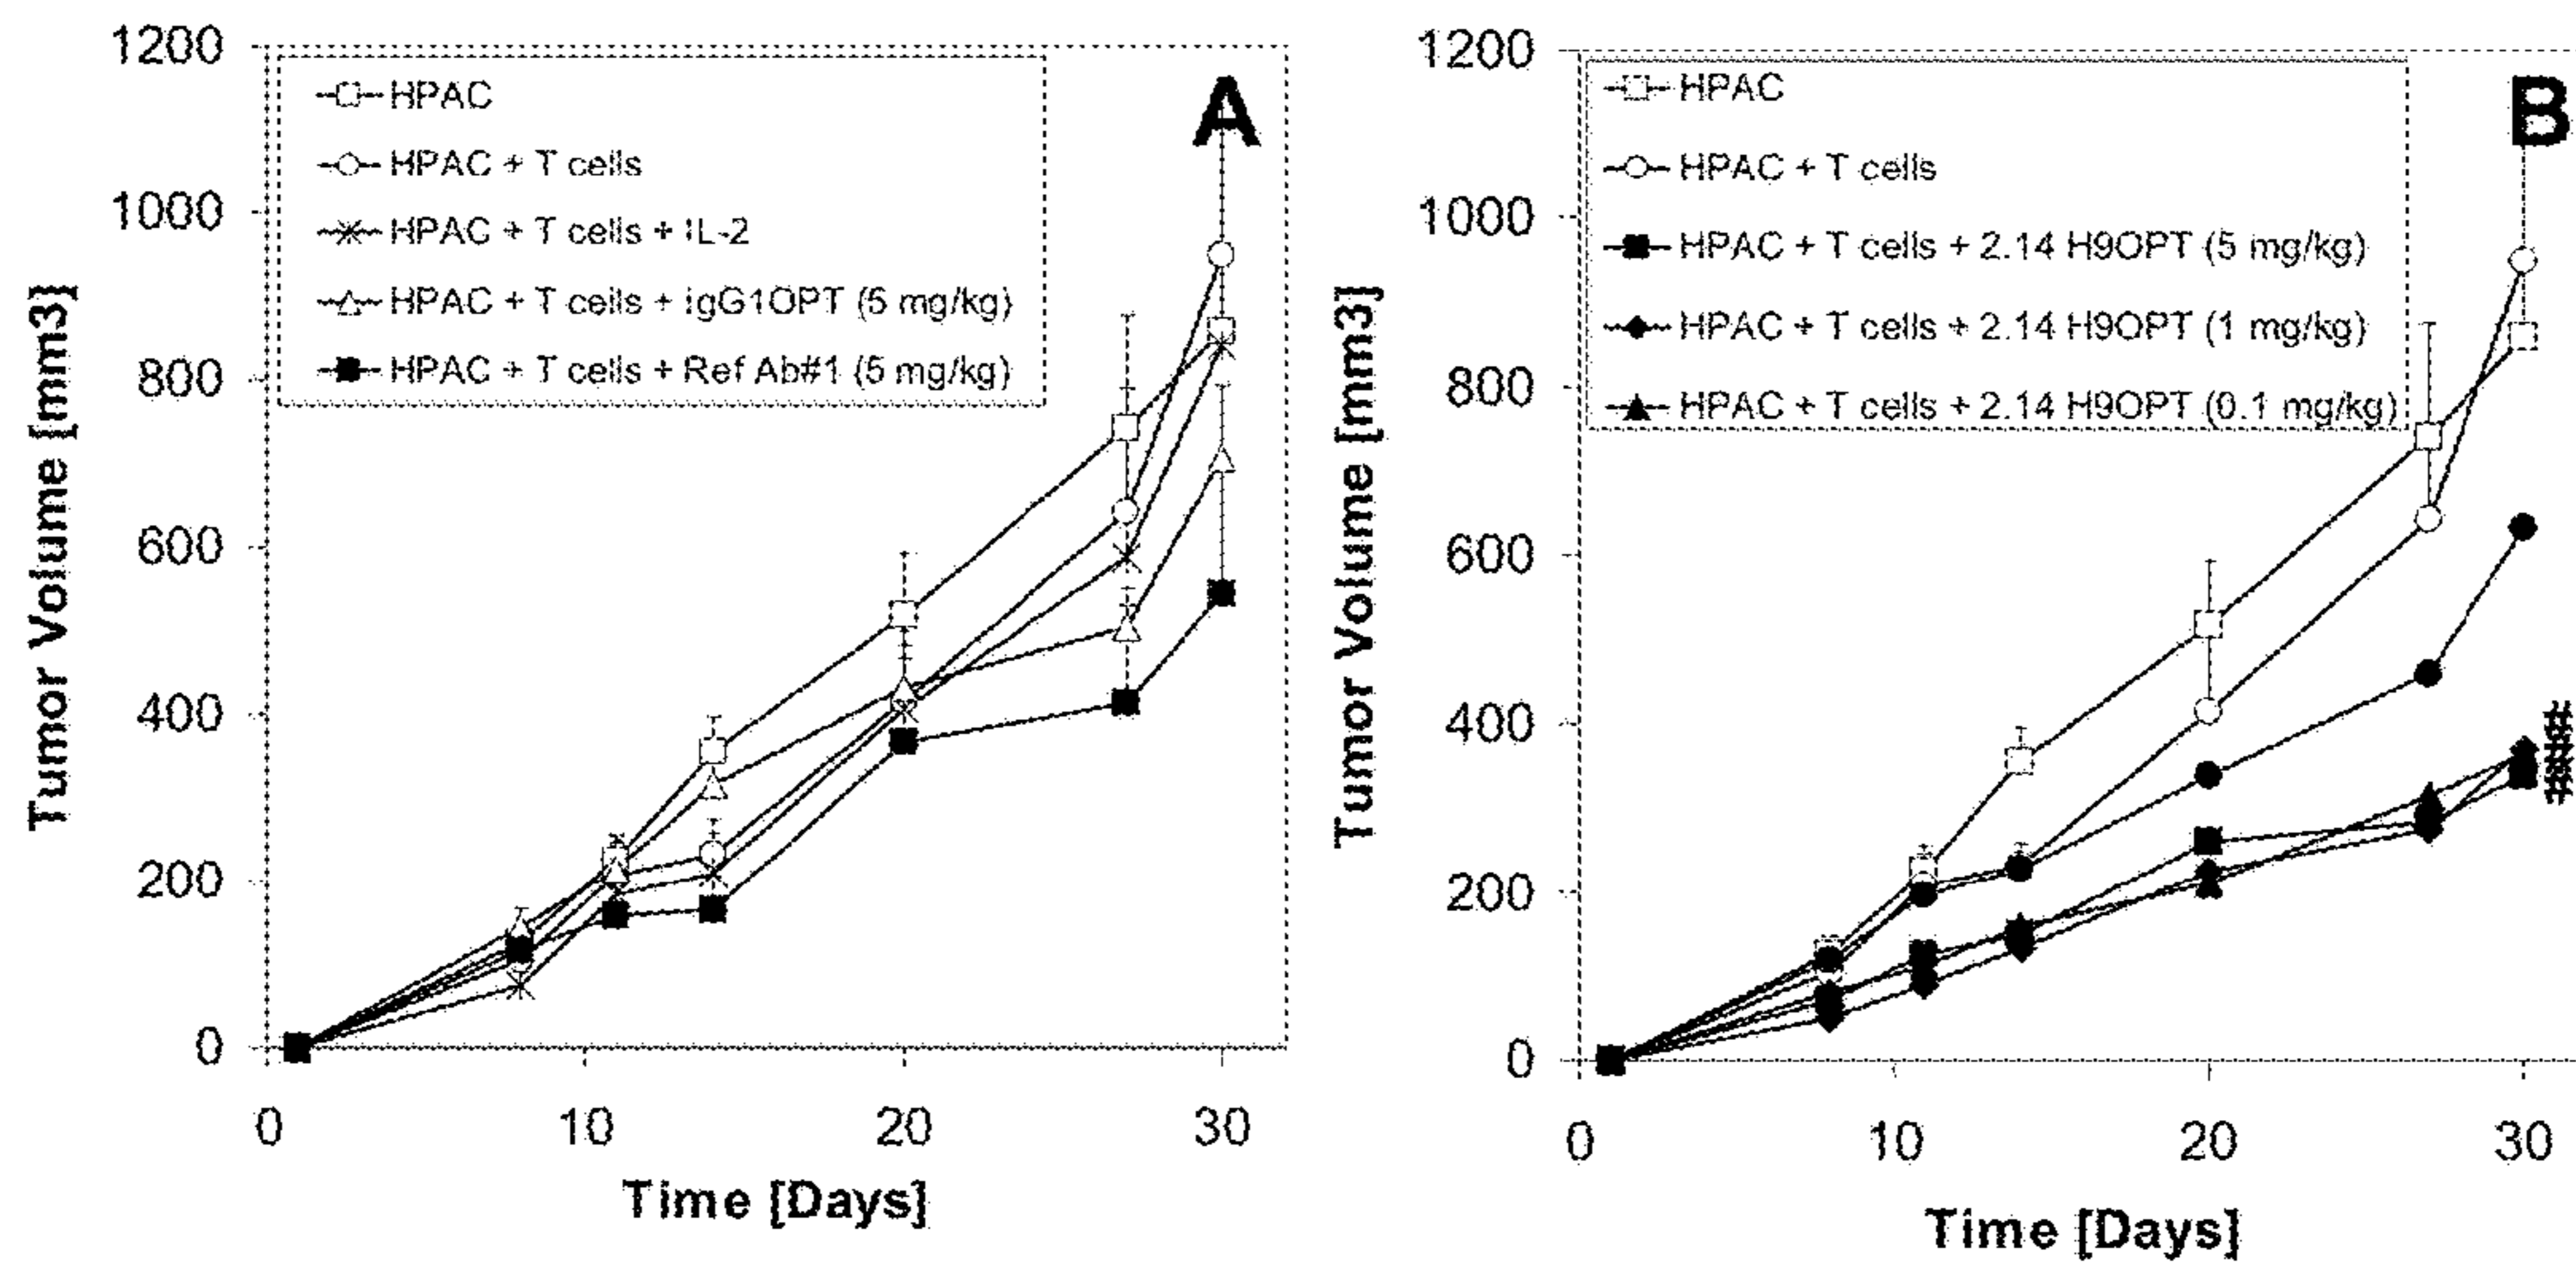 A
1200
1000
800
600
400
200
0
0 10 20 30
Tumor Volume [mm3]
Time [Days]
HPAC
HPAC + T cells
HPAC + T cells + IL-2
HPAC + T cells + IgG1OPT (5 mg/kg)
HPAC + T cells + Ref Ab#1 (5 mg/kg)
B
1200
1000
800
600
400
200
0
0 10 20 30
Tumor Volume [mm3]
Time [Days]
HPAC
HPAC + T cells
HPAC + T cells + 2.14 H9OPT (5 mg/kg)
HPAC + T cells + 2.14 H9OPT (1 mg/kg)
HPAC + T cells + 2.14 H9OPT (0.1 mg/kg)